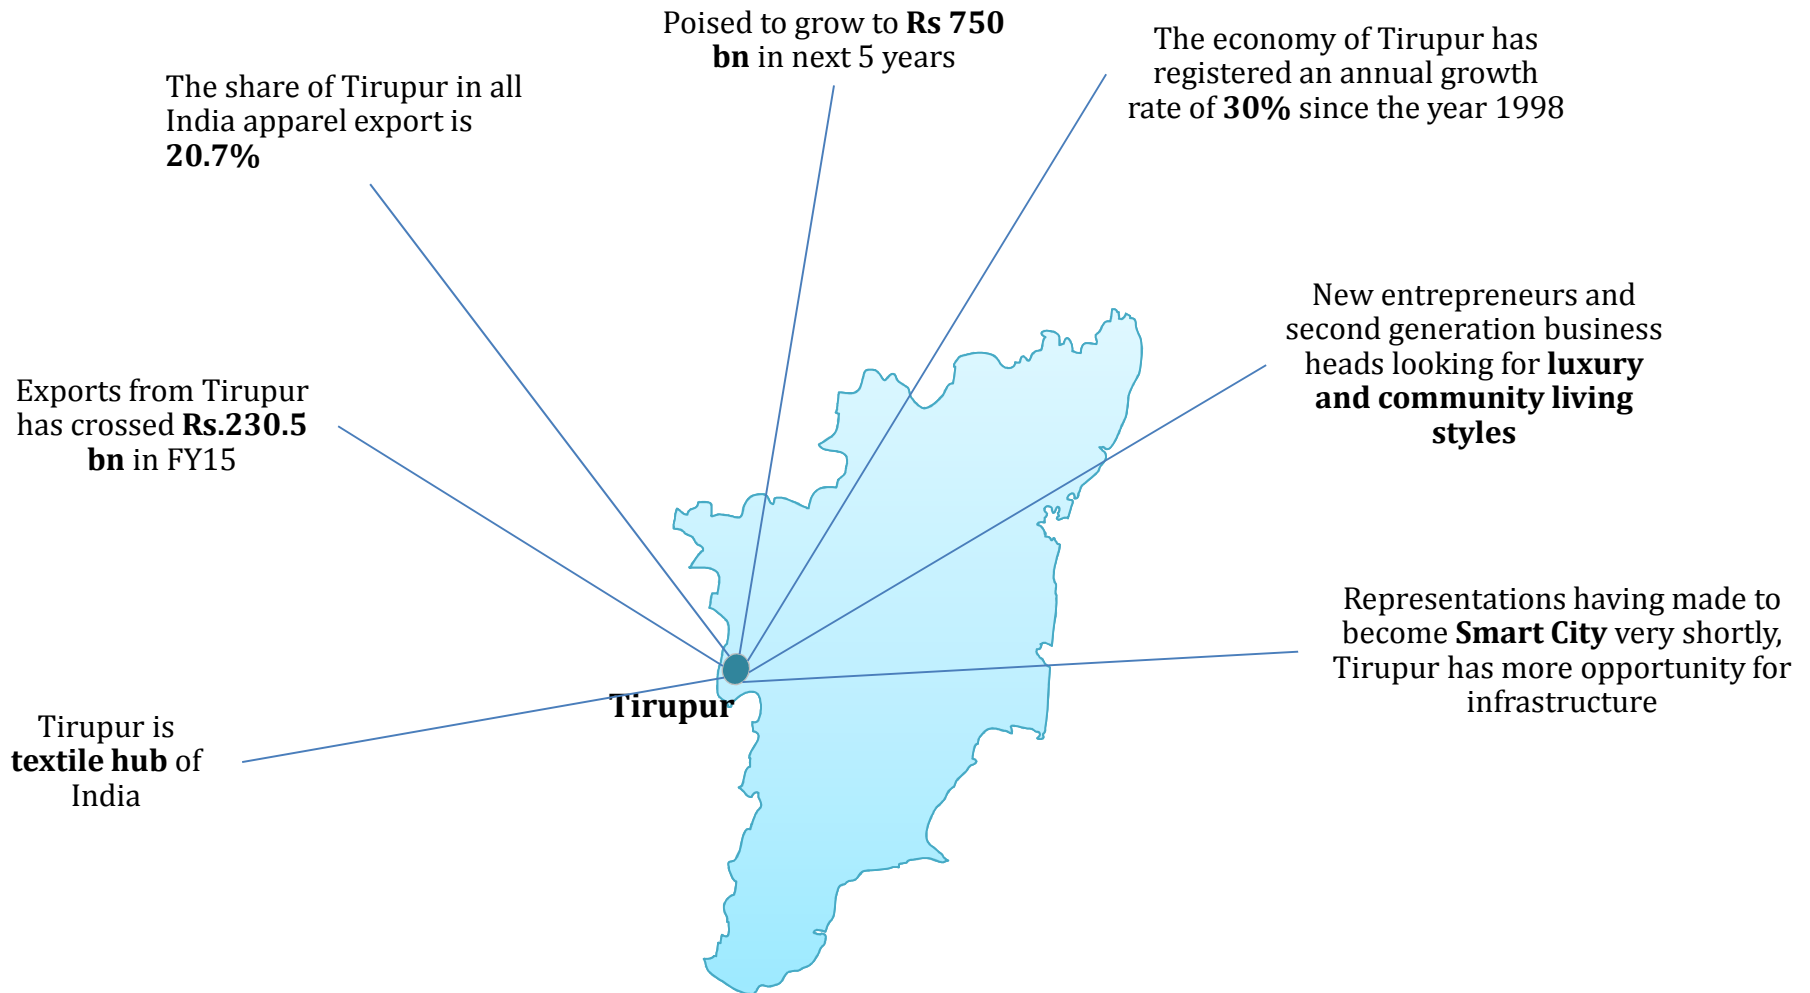 Poised to grow to Rs 750
bn in next 5 years
The economy of Tirupur has
registered an annual growth
rate of 30% since the year 1998
The share of Tirupur in all
India apparel export is
20.7%
New entrepreneurs and
second generation business
heads looking for luxury
and community living
styles
Exports from Tirupur
has crossed Rs.230.5
bn in FY15
Representations having made to
become Smart City very shortly,
Tirupur has more opportunity for
infrastructure
Tirupur
Tirupur is
textile hub of
India